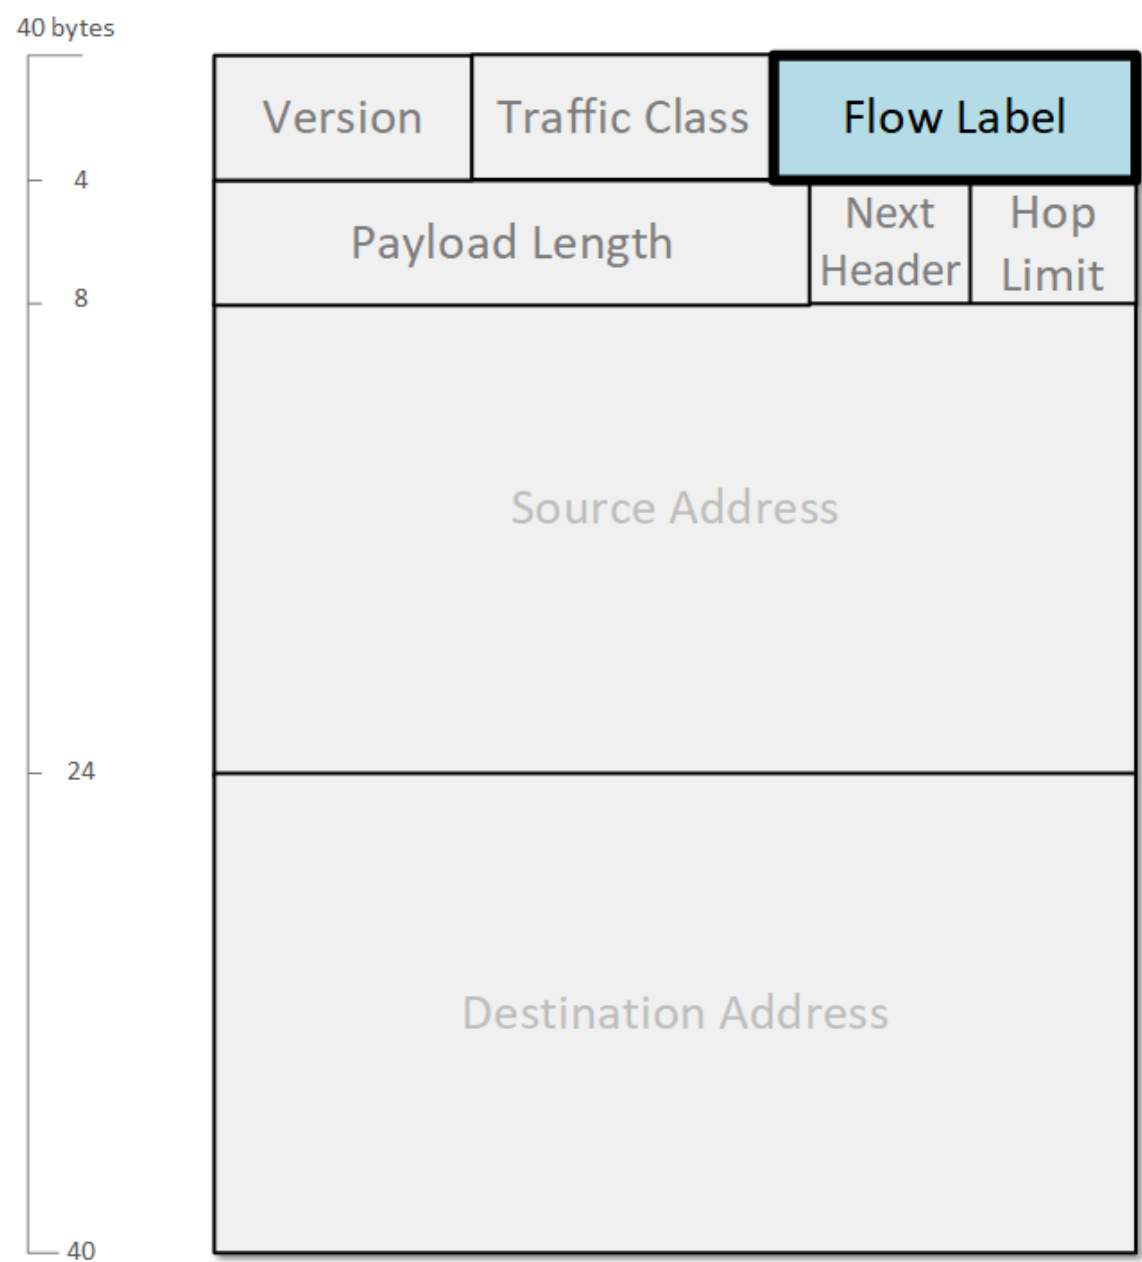 40 bytes
Version Traffic Class Flow Label
4
Payload Length Next Header Hop Limit
8
Source Address
24
Destination Address
40